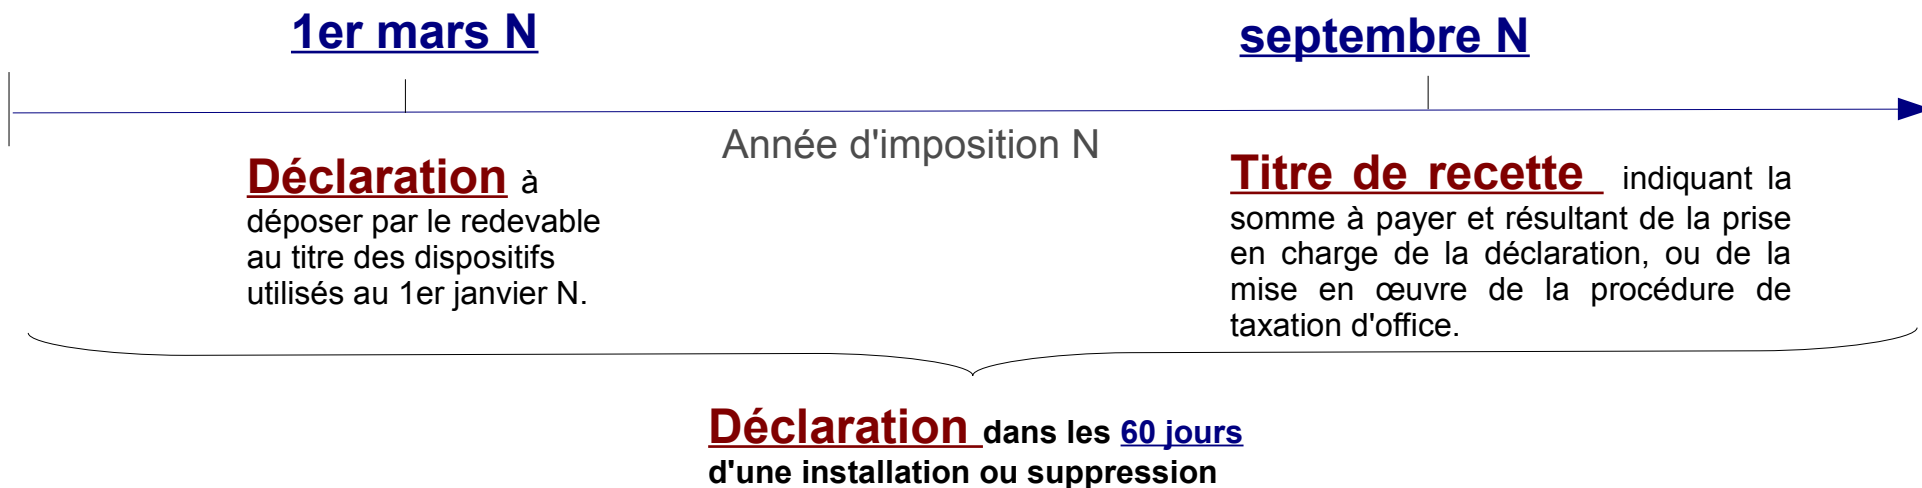 1er mars N
septembre N
Année d'imposition N
Déclaration à
déposer par le redevable
au titre des dispositifs
utilisés au 1er janvier N.
Titre de recette indiquant la
somme à payer et résultant de la prise
en charge de la déclaration, ou de la
mise en œuvre de la procédure de
taxation d'office.
Déclaration dans les 60 jours
d'une installation ou suppression